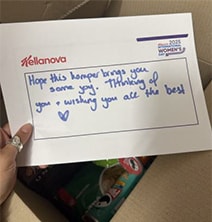 Kellanova
2025
WOMEN'S
Hope this hamper brings you
some joy. Thinking of
you + wishing you all the best